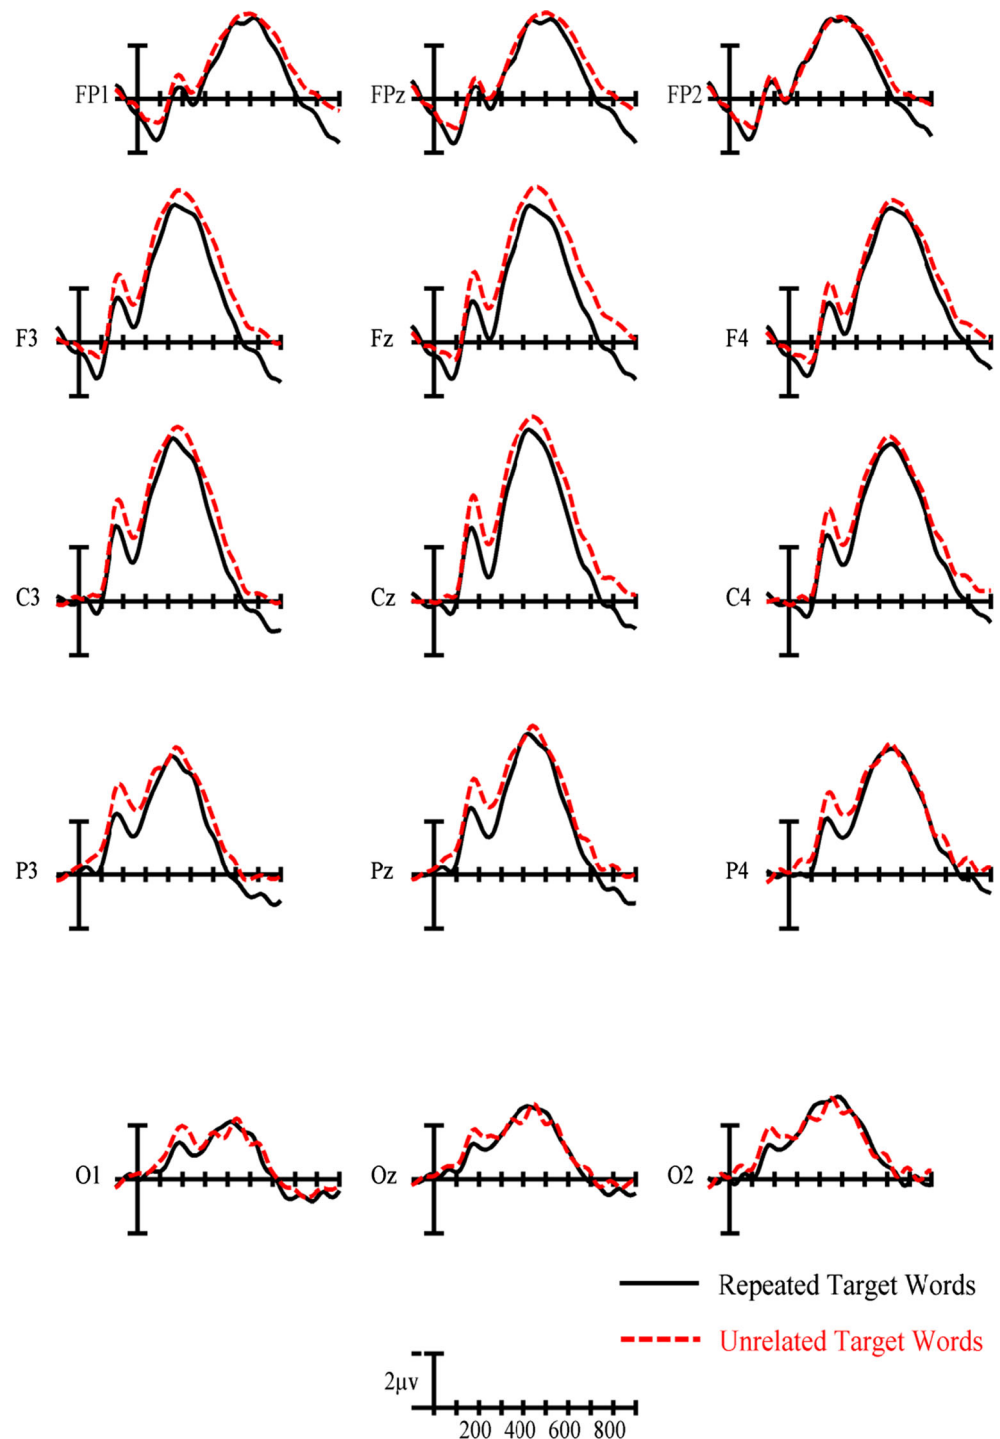 FP1 FPz FP2
F3 Fz F4
C3 Cz C4
P3 Pz P4
O1 Oz O2
Repeated Target Words
Unrelated Target Words
2μv
200 400 600 800